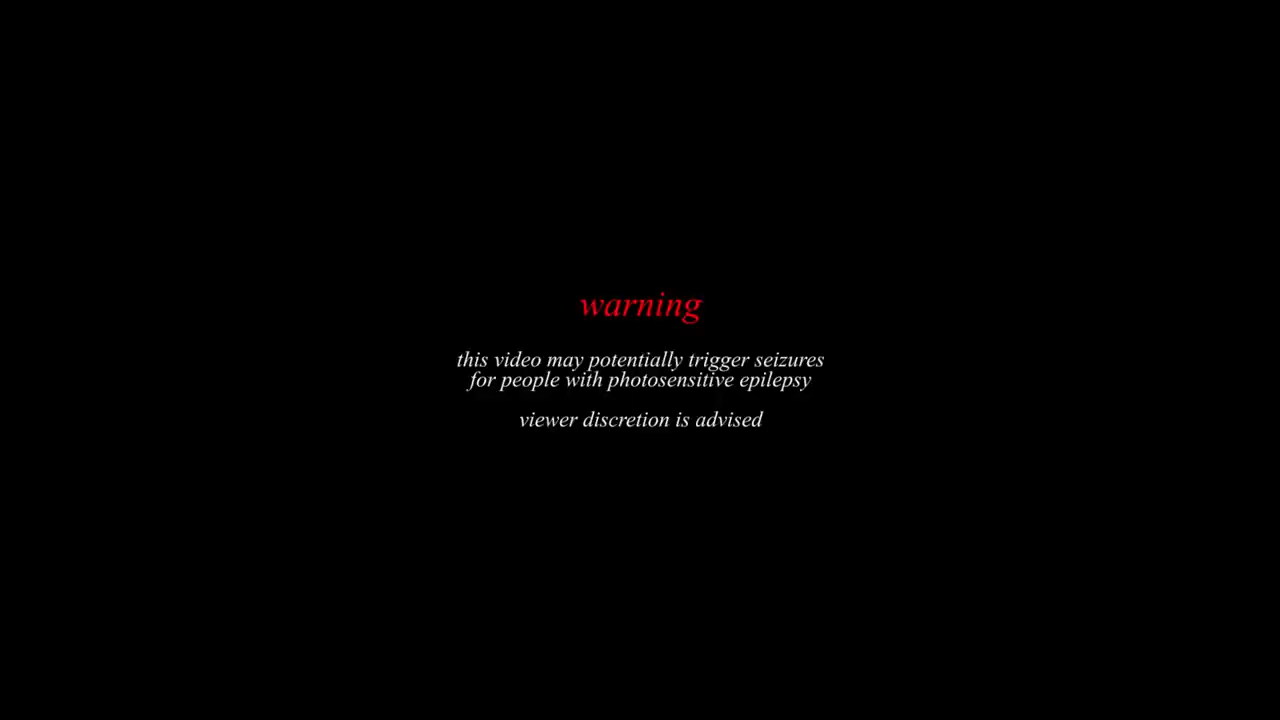 warning
this video may potentially trigger seizures
for people with photosensitive epilepsy
viewer discretion is advised